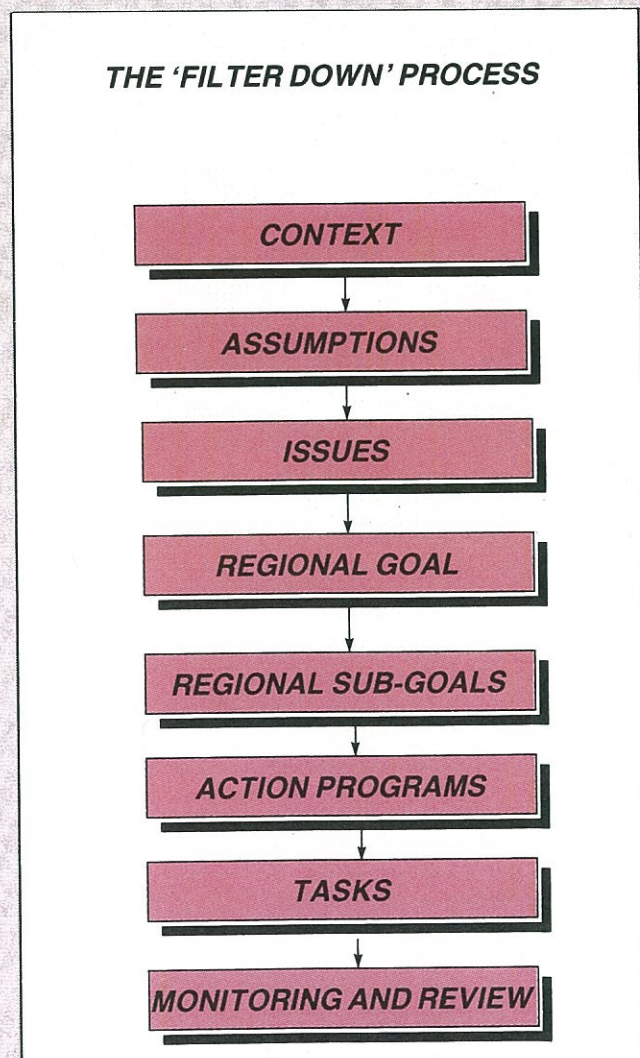 THE ‘FILTER DOWN’ PROCESS
CONTEXT
ASSUMPTIONS
ISSUES
REGIONAL GOAL
REGIONAL SUB-GOALS
ACTION PROGRAMS
TASKS
MONITORING AND REVIEW